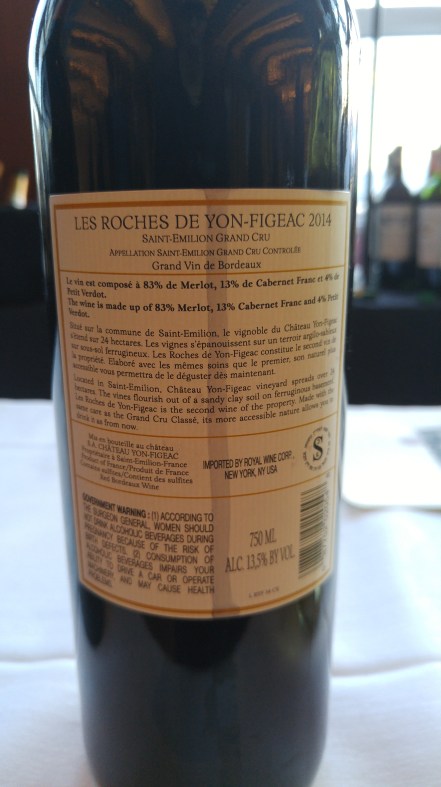 LES ROCHES DE YON-FIGEAC 2014
SAINT-EMILION GRAND CRU
APPELLATION SAINT-EMILION GRAND CRU CONTROLÉE
Grand Vin de Bordeaux
Le vin est composé à 83% de Merlot, 13% de Cabernet Franc et 4% de
Petit Verdot.
The wine is made up of 83% Merlot, 13% Cabernet Franc and 4% Petit
Verdot.
Situé sur la commune de Saint-Emilion, le vignoble du Château Yon-Figeac
s'étend sur 24 hectares. Les vignes s'épanouissent sur un terroir argilo-sableux
au sous-sol ferrugineux. Les Roches de Yon-Figeac constitue le second vin de
la propriété. Elaboré avec les mêmes soins que le premier, son naturel plus
accessible vous permettra de le déguster dès maintenant.
Located in Saint-Emilion, Château Yon-Figeac vineyard spreads over 24
hectares. The vines flourish out of a sandy clay soil on ferruginous basement.
Les Roches de Yon-Figeac is the second wine of the property. Made with the
same care as the Grand Cru Classé, its more accessible nature allows you to
drink it as from now.
Mis en bouteille au château
S.A. CHÂTEAU YON-FIGEAC
Propriétaire à Saint-Emilion-France
Product of France/Produit de France
Contains sulfites/Contient des sulfites
Red Bordeaux Wine
IMPORTED BY ROYAL WINE CORP.
NEW YORK, NY USA
S
GOVERNMENT WARNING: (1) ACCORDING TO
THE SURGEON GENERAL, WOMEN SHOULD
NOT DRINK ALCOHOLIC BEVERAGES DURING
PREGNANCY BECAUSE OF THE RISK OF
BIRTH DEFECTS. (2) CONSUMPTION OF
ALCOHOLIC BEVERAGES IMPAIRS YOUR
ABILITY TO DRIVE A CAR OR OPERATE
MACHINERY, AND MAY CAUSE HEALTH
PROBLEMS.
750 ML
ALC. 13,5% BY VOL.